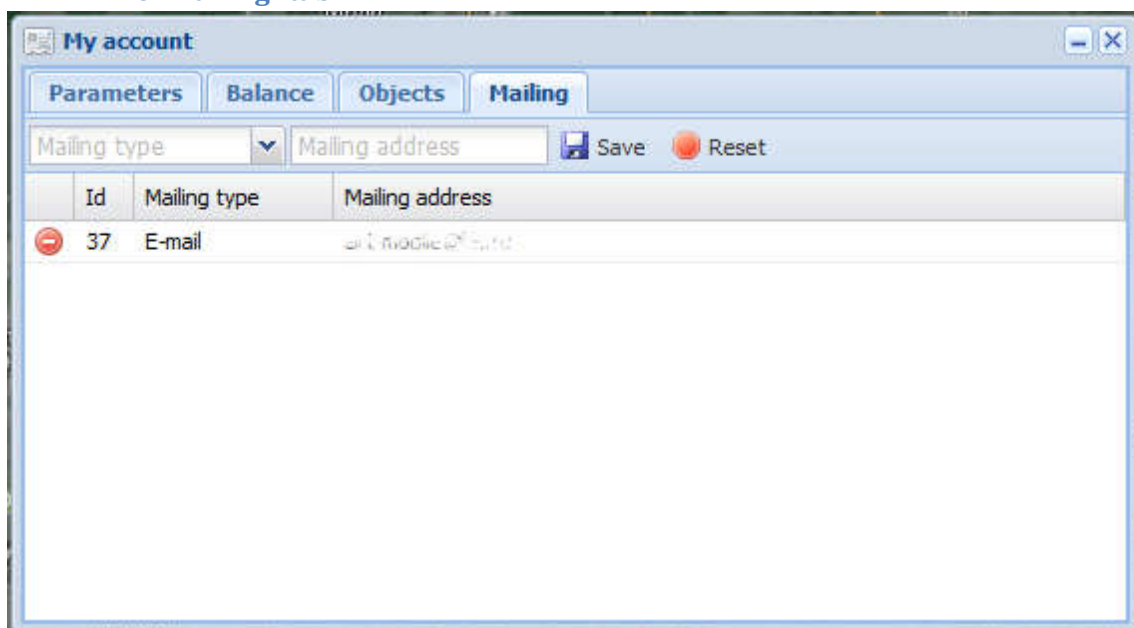 My account
Parameters Balance Objects Mailing
Mailing type Mailing address Save Reset
Id Mailing type Mailing address
37 E-mail